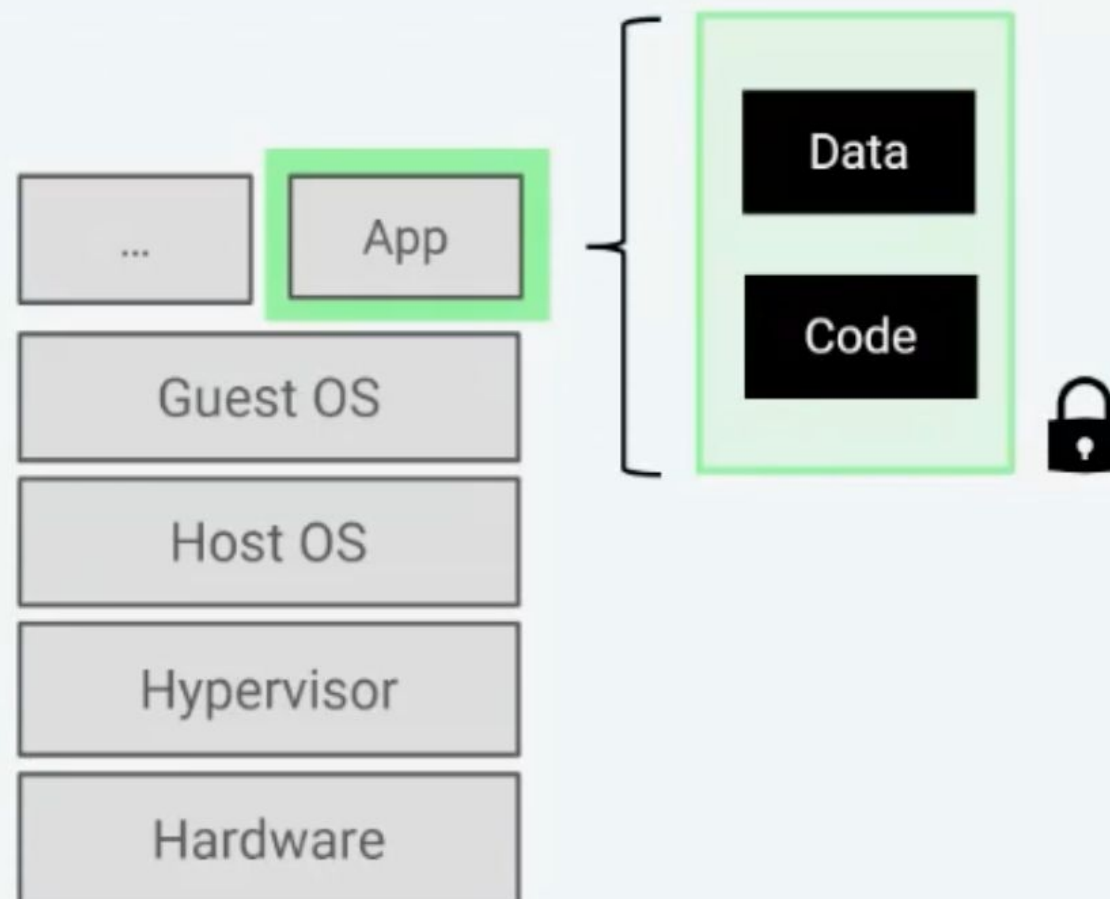 ...
App
Guest OS
Host OS
Hypervisor
Hardware
Data
Code